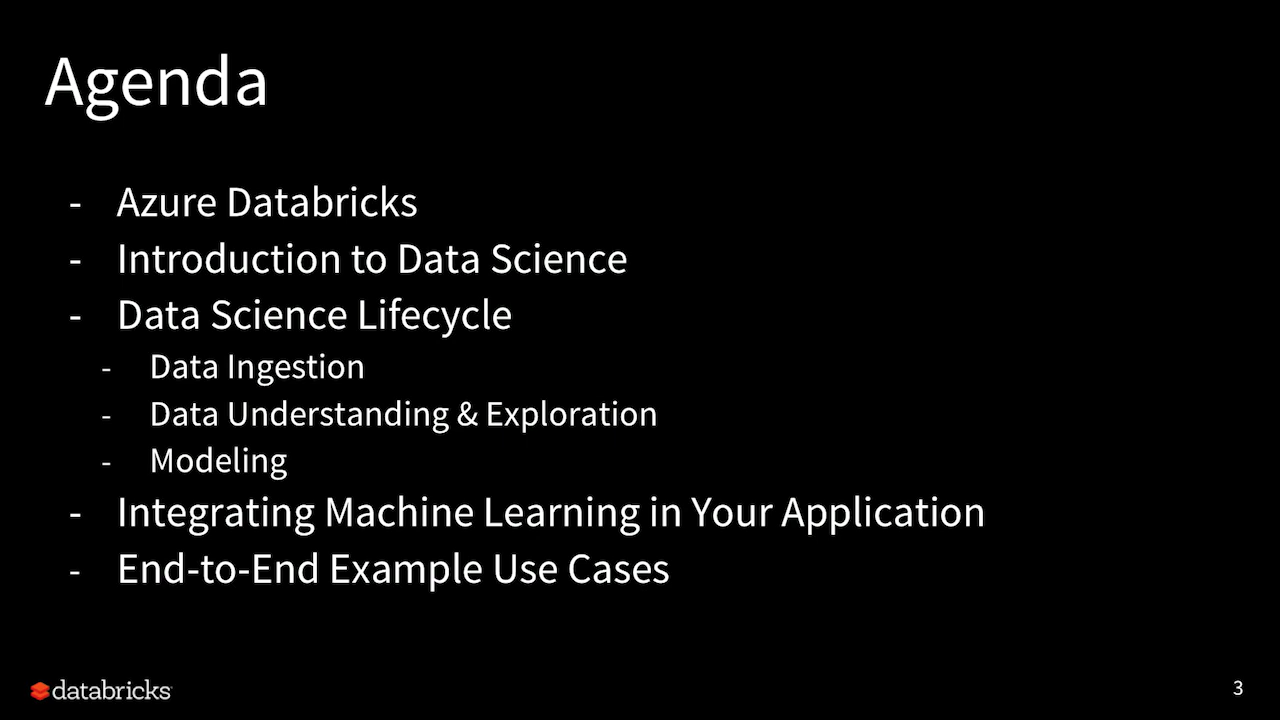 Agenda
- Azure Databricks
- Introduction to Data Science
- Data Science Lifecycle
- Data Ingestion
- Data Understanding & Exploration
- Modeling
- Integrating Machine Learning in Your Application
- End-to-End Example Use Cases
databricks
3